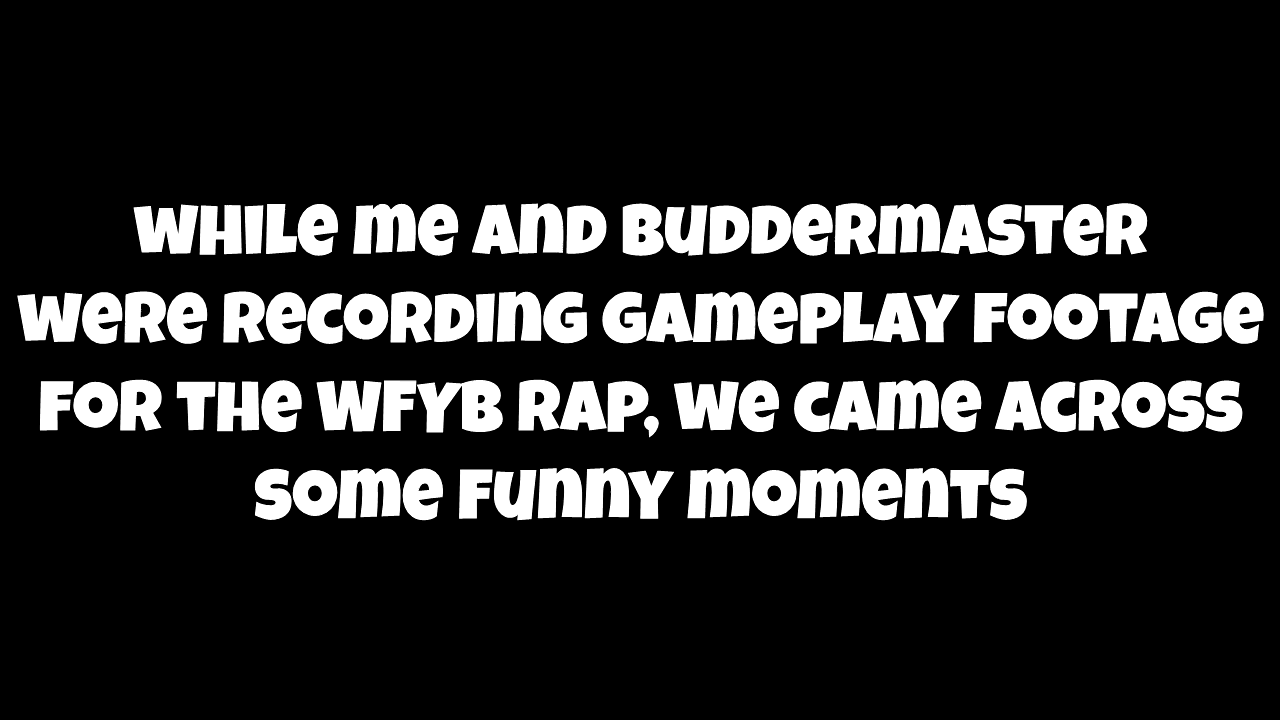 WHILE ME AND BUDDERMASTER
WERE RECORDING GAMEPLAY FOOTAGE
FOR THE WFYB RAP, WE CAME ACROSS
SOME FUNNY MOMENTS